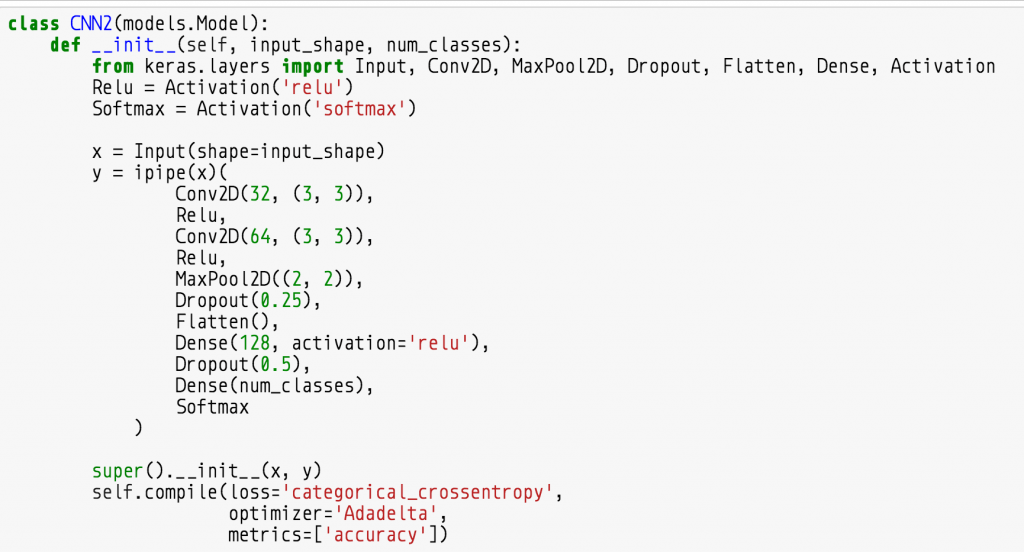 class CNN2(models.Model):
    def __init__(self, input_shape, num_classes):
        from keras.layers import Input, Conv2D, MaxPool2D, Dropout, Flatten, Dense, Activation
        Relu = Activation('relu')
        Softmax = Activation('softmax')

        x = Input(shape=input_shape)
        y = ipipe(x)(
                Conv2D(32, (3, 3)),
                Relu,
                Conv2D(64, (3, 3)),
                Relu,
                MaxPool2D((2, 2)),
                Dropout(0.25),
                Flatten(),
                Dense(128, activation='relu'),
                Dropout(0.5),
                Dense(num_classes),
                Softmax
            )

        super().__init__(x, y)
        self.compile(loss='categorical_crossentropy',
                     optimizer='Adadelta',
                     metrics=['accuracy'])